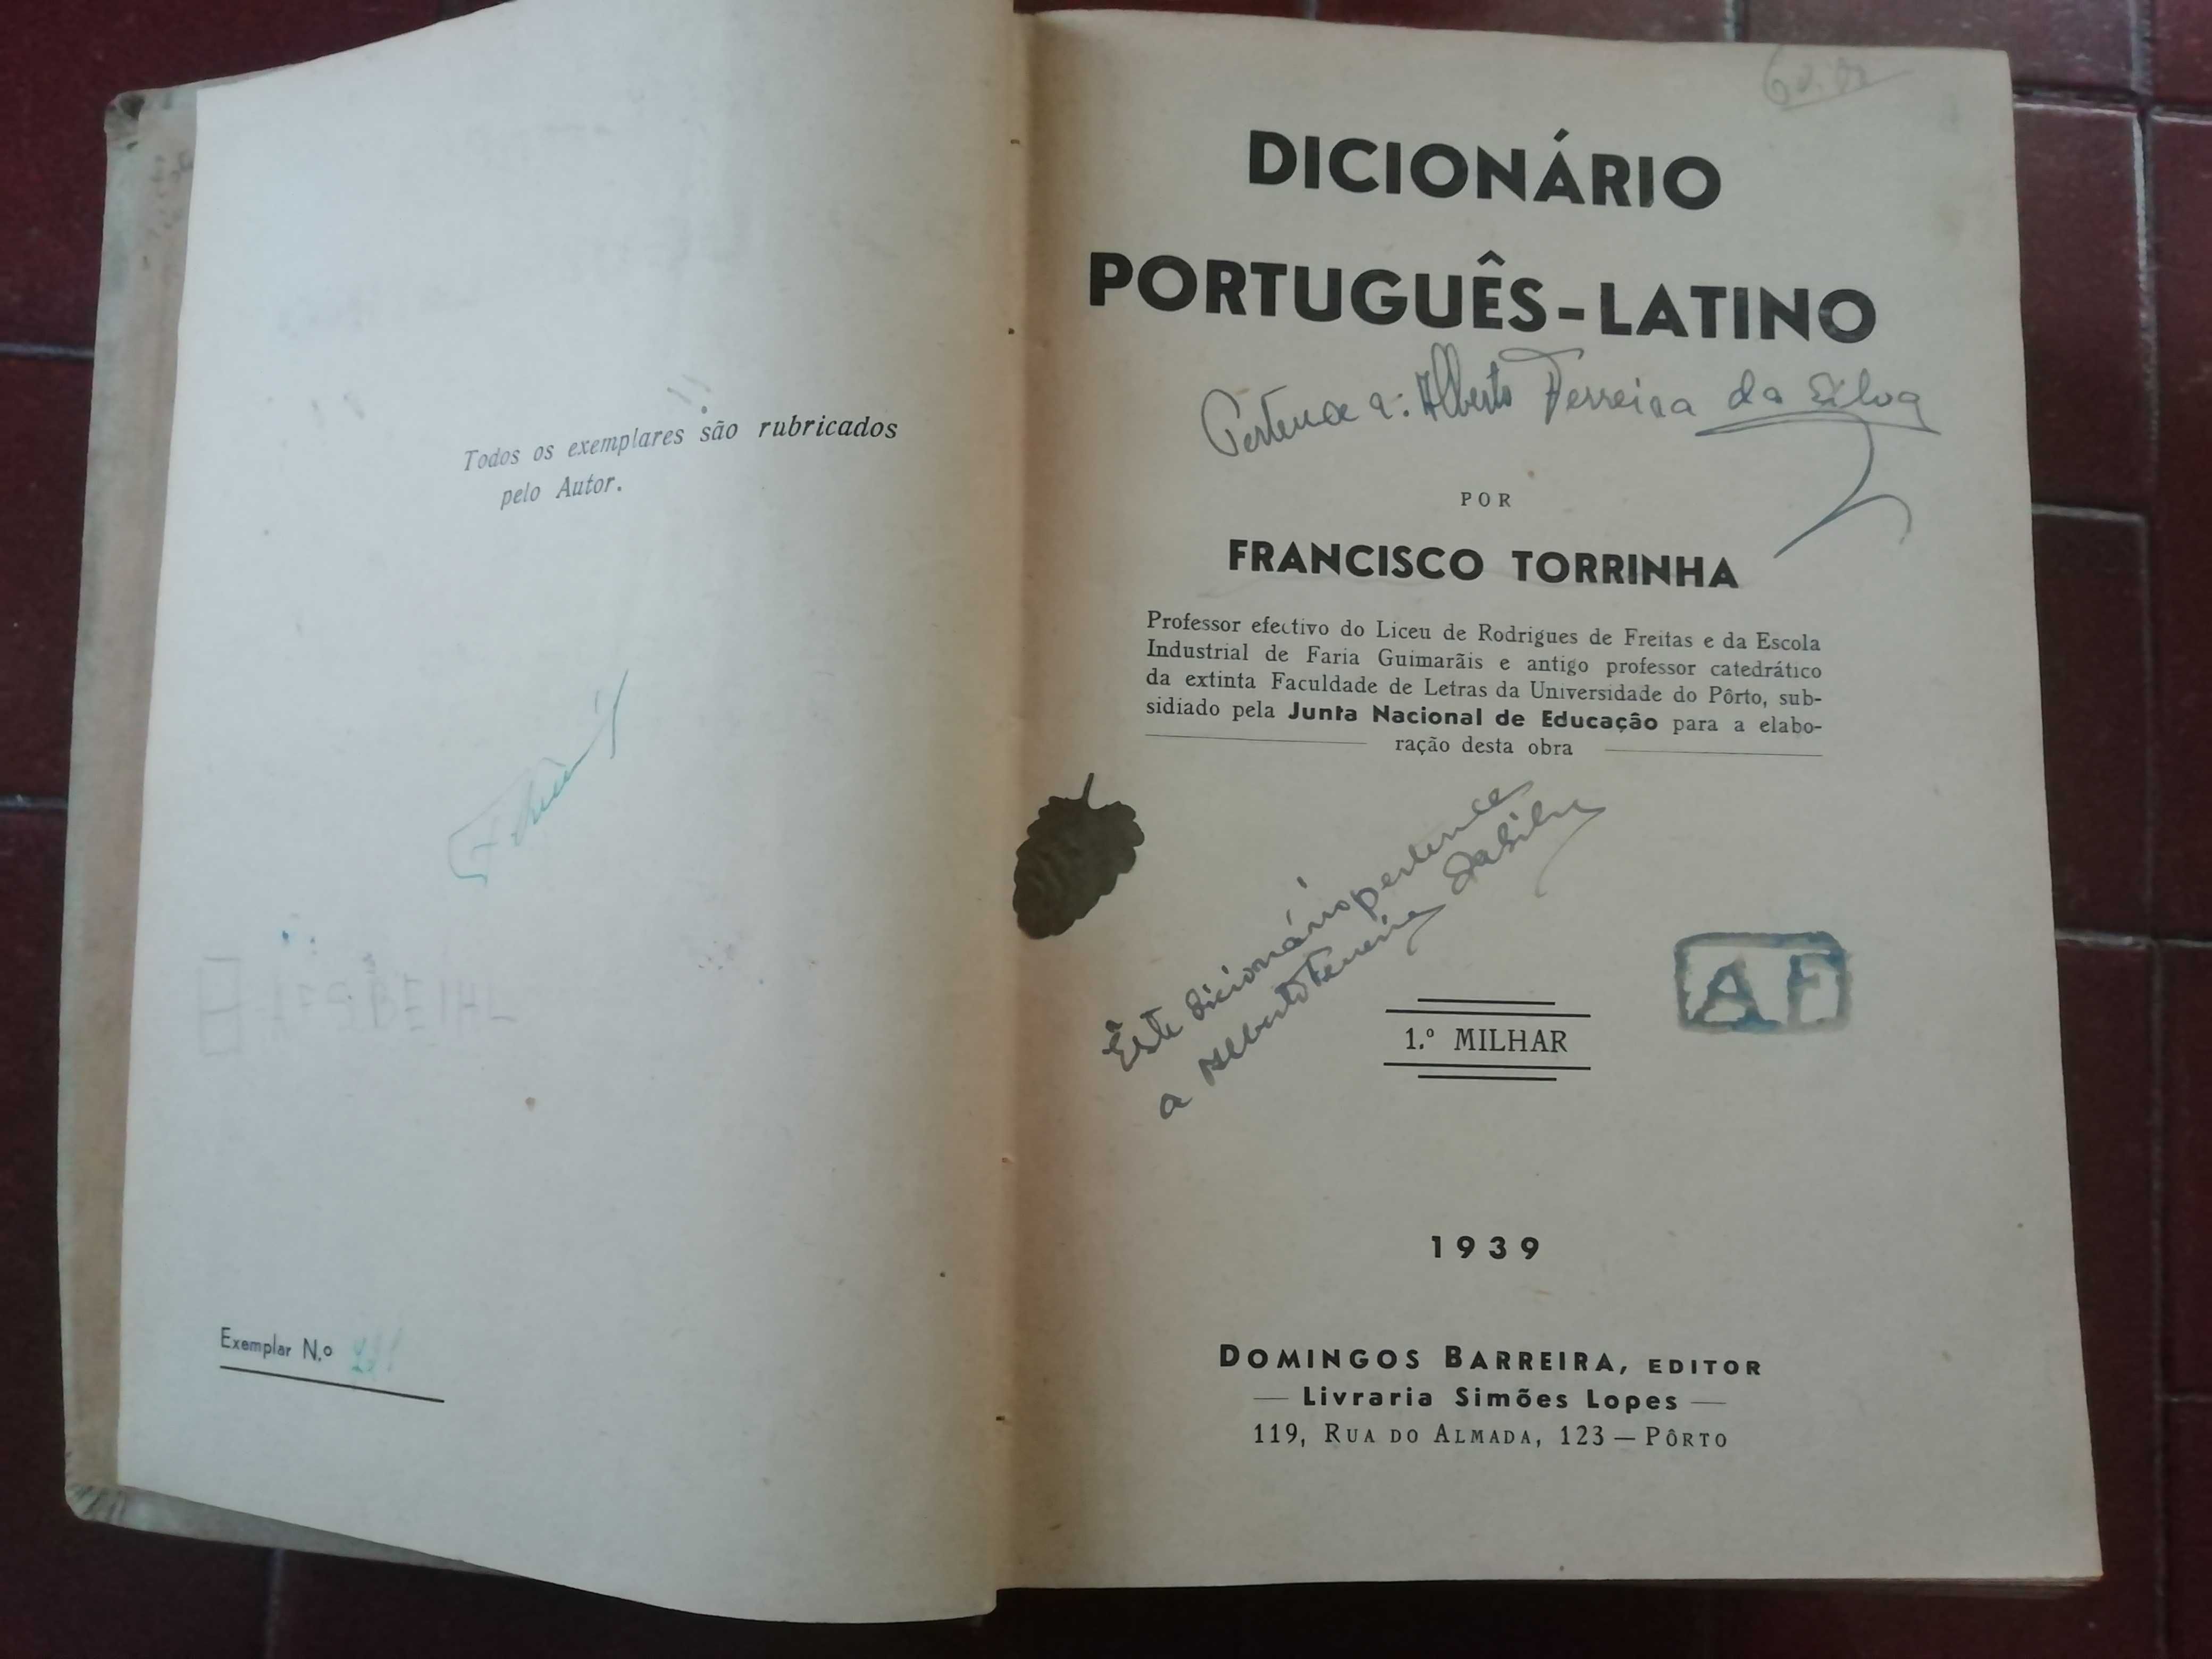 Todos os exemplares são rubricados
pelo Autor.
Exemplar N.º
DICIONÁRIO
PORTUGUÊS-LATINO
Pertence a: Alberto Ferreira da Silva
POR
FRANCISCO TORRINHA
Professor efectivo do Liceu de Rodrigues de Freitas e da Escola
Industrial de Faria Guimarãis e antigo professor catedrático
da extinta Faculdade de Letras da Universidade do Pôrto, sub-
sidiado pela Junta Nacional de Educação para a elabo-
ração desta obra
Êste dicionário pertence
a Alberto Ferreira da Silva
AF
1.º MILHAR
1939
DOMINGOS BARREIRA, EDITOR
— Livraria Simões Lopes —
119, RUA DO ALMADA, 123 — PÔRTO